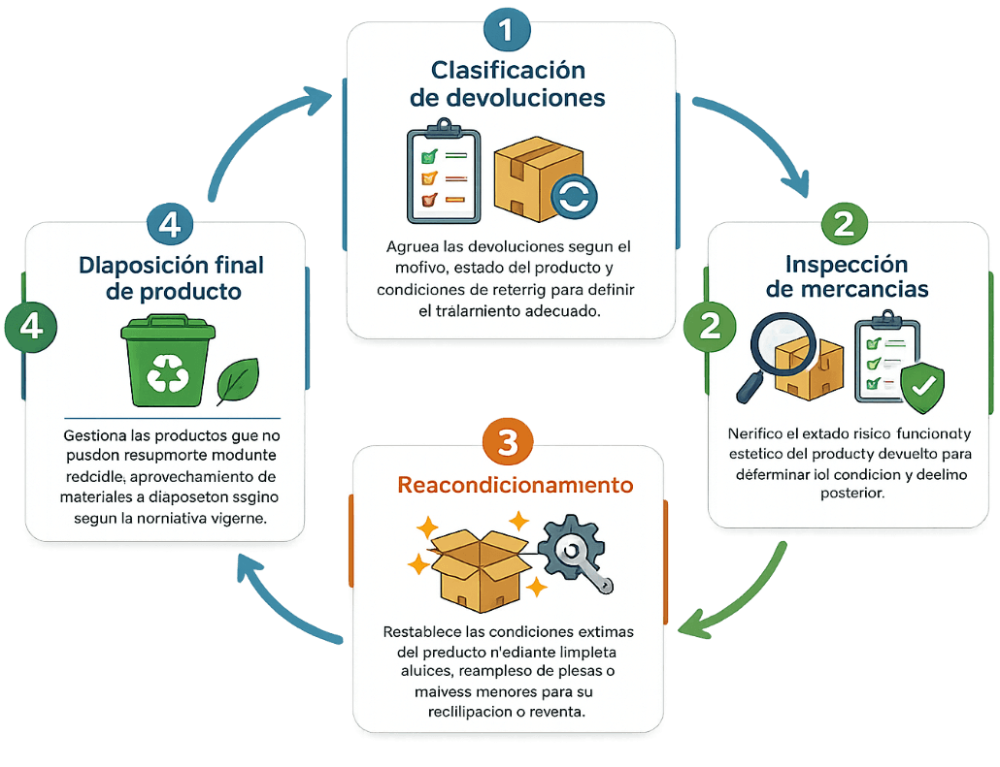 1
Clasificación
de devoluciones
Agruea las devoluciones segun el
mofivo, estado del producto y
condiciones de reterrig para definir
el trálarniento adecuado.
2
Inspección
de mercancias
2
Nerifico el extado risico funcionaty
estetico del producty devuelto para
déferminar iol condicion y deelmo
posterior.
3
Reacondicionamiento
Restablece las condiciones extimas
del preducto n'ediante limpleta
aluices, reampleso de plesas o
maivess menores para su
reclilipacion o reventa.
4
Dlaposición final
de producto
4
Gestiona las productos gue no
pusdon resupmorte modunte
redcidle, aprovechamiento de
materiales a diaposeton ssgino
segun la norniativa vigerne.